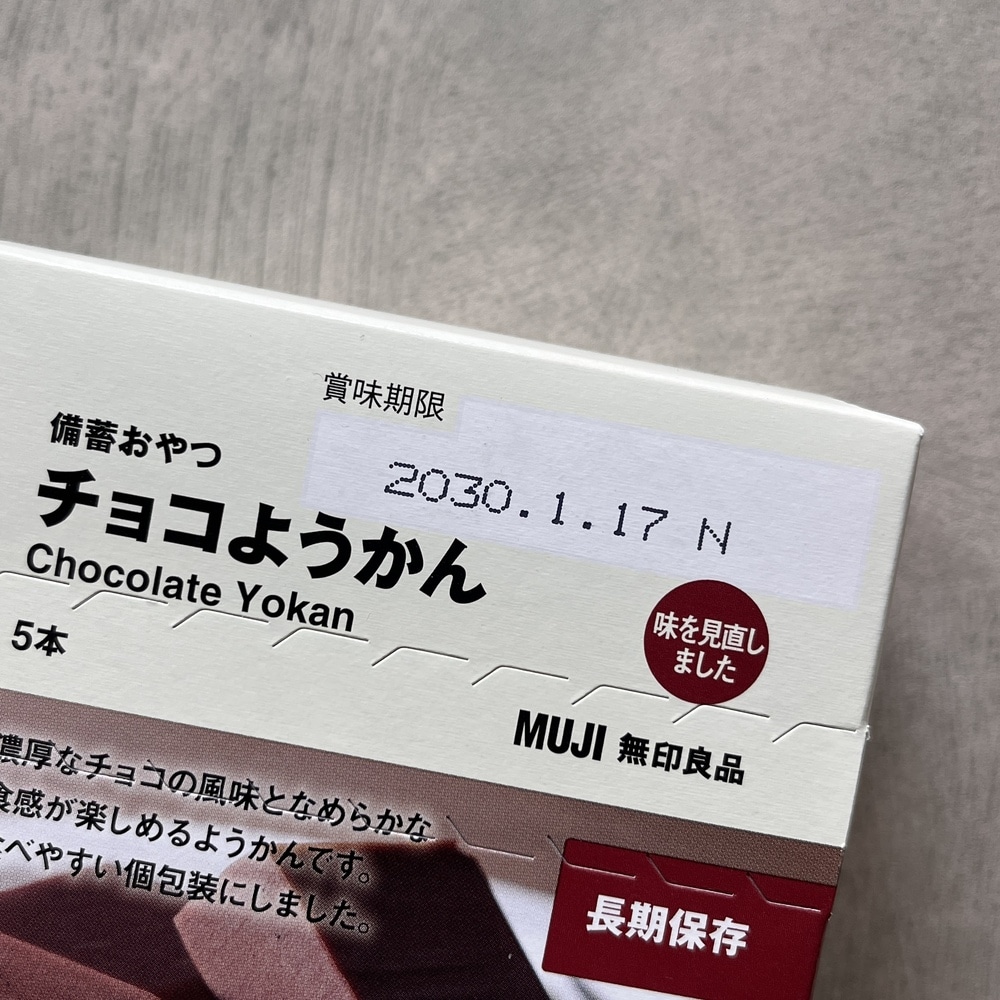 賞味期限
2030.1.17 N
備蓄おやつ
チョコようかん
Chocolate Yokan
5本
味を見直し
ました
MUJI 無印良品
濃厚なチョコの風味となめらかな
食感が楽しめるようかんです。
食べやすい個包装にしました。
長期保存